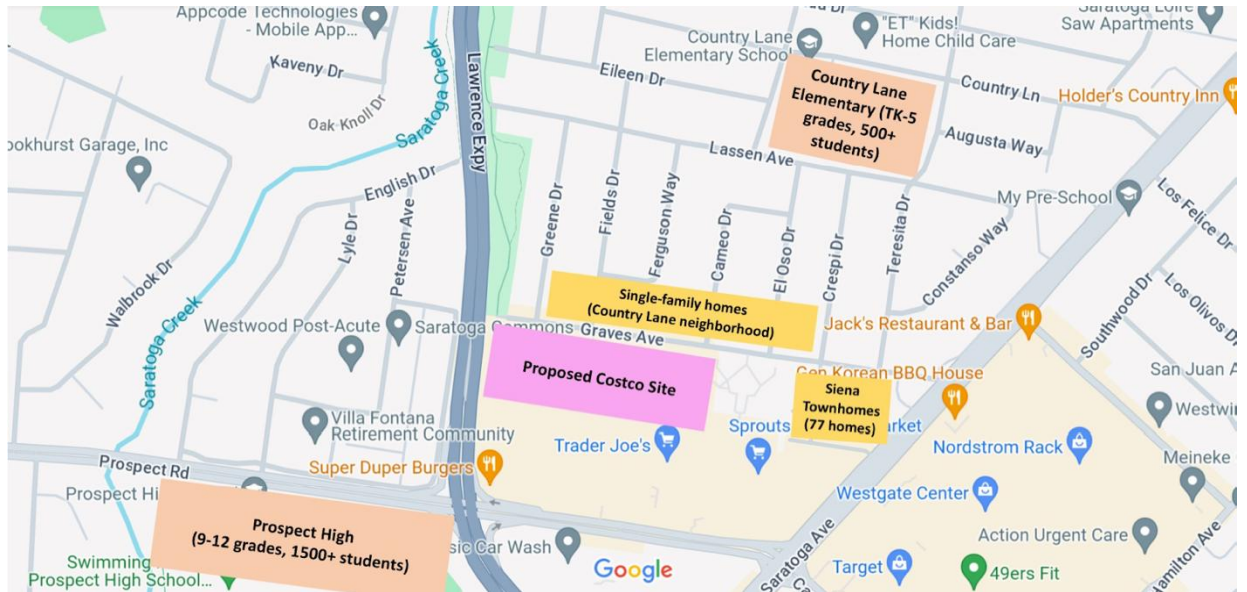 Appcode Technologies
- Mobile App...
Kaveny Dr
Oak Knoll Dr
Saratoga Creek
Saratoga Creek
Lawrence Expy
Eileen Dr
Country Lane
Elementary School
"ET" Kids!
Home Child Care
Saratoga Loire
Saw Apartments
Country Lane
Elementary (TK-5
grades, 500+
students)
Country Ln
Holder's Country Inn
Augusta Way
ookhurst Garage, Inc
English Dr
Lassen Ave
My Pre-School
Los Felice Dr
Walbrook Dr
Lyle Dr
Petersen Ave
Greene Dr
Fields Dr
Ferguson Way
Cameo Dr
El Oso Dr
Crespi Dr
Teresita Dr
Constanso Way
Southwood Dr
Los Olivos Dr
Single-family homes
(Country Lane neighborhood)
Westwood Post-Acute
Saratoga Commons
Graves Ave
Jack's Restaurant & Bar
Saratoga Creek
Proposed Costco Site
Gen Korean BBQ House
San Juan A
Siena
Townhomes
(77 homes)
Westwin
Villa Fontana
Retirement Community
Trader Joe's
Sprouts
arket
Nordstrom Rack
Meineke
Prospect Rd
Super Duper Burgers
Westgate Center
Prospect Hi
Prospect High
(9-12 grades, 1500+ students)
sic Car Wash
Saratoga Ave
Action Urgent Care
Hamilton Ave
Swimming
Prospect High School...
Google
Target
49ers Fit
Ca